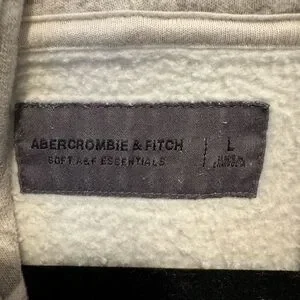 ABERCROMBIE & FITCH
SOFT A&F ESSENTIALS
L